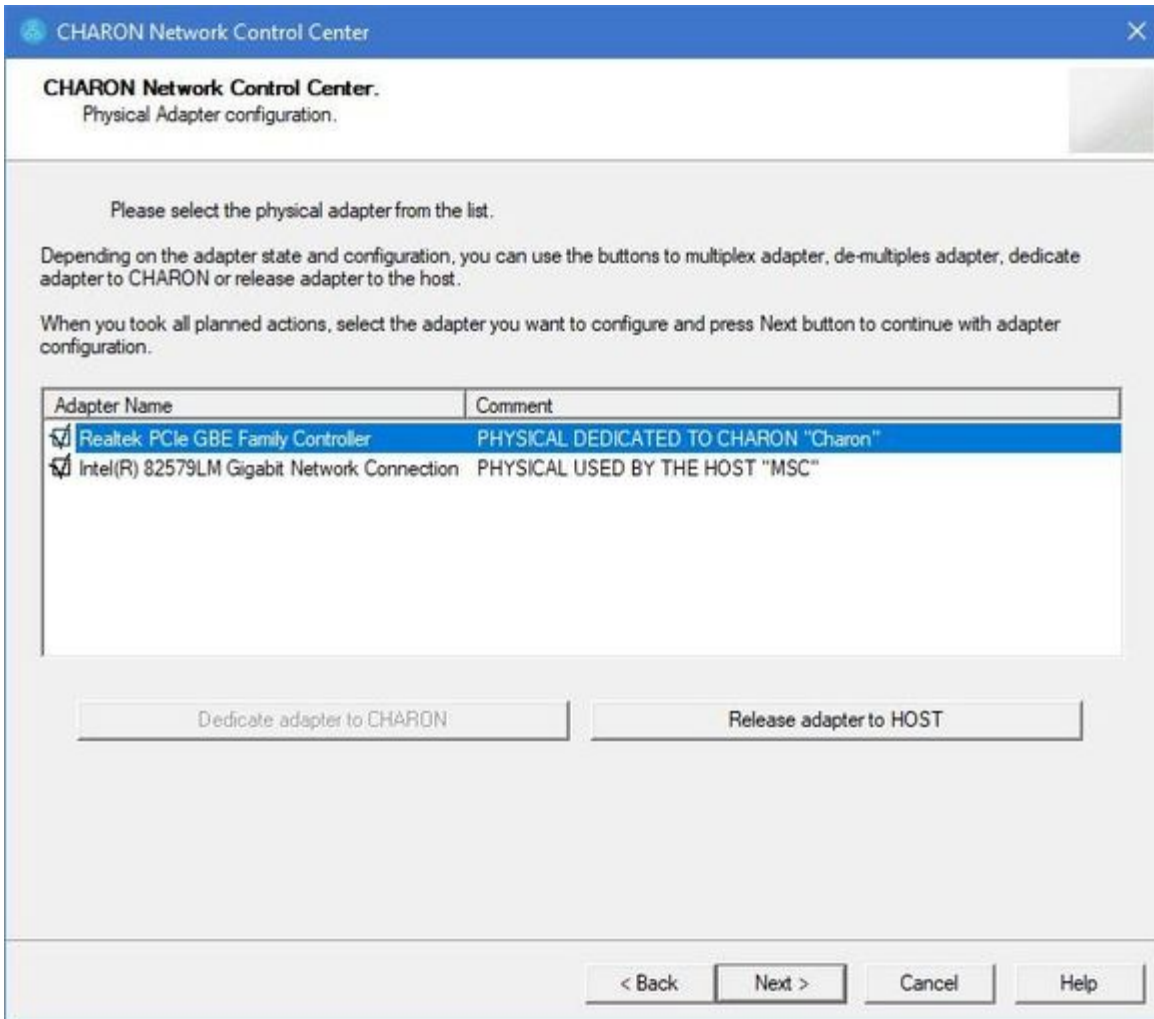 CHARON Network Control Center
CHARON Network Control Center.
Physical Adapter configuration.
Please select the physical adapter from the list.
Depending on the adapter state and configuration, you can use the buttons to multiplex adapter, de-multiples adapter, dedicate
adapter to CHARON or release adapter to the host.
When you took all planned actions, select the adapter you want to configure and press Next button to continue with adapter
configuration.
Adapter Name Comment
Realtek PCIe GBE Family Controller PHYSICAL DEDICATED TO CHARON "Charon"
Intel(R) 82579LM Gigabit Network Connection PHYSICAL USED BY THE HOST "MSC"
Dedicate adapter to CHARON Release adapter to HOST
< Back Next > Cancel Help